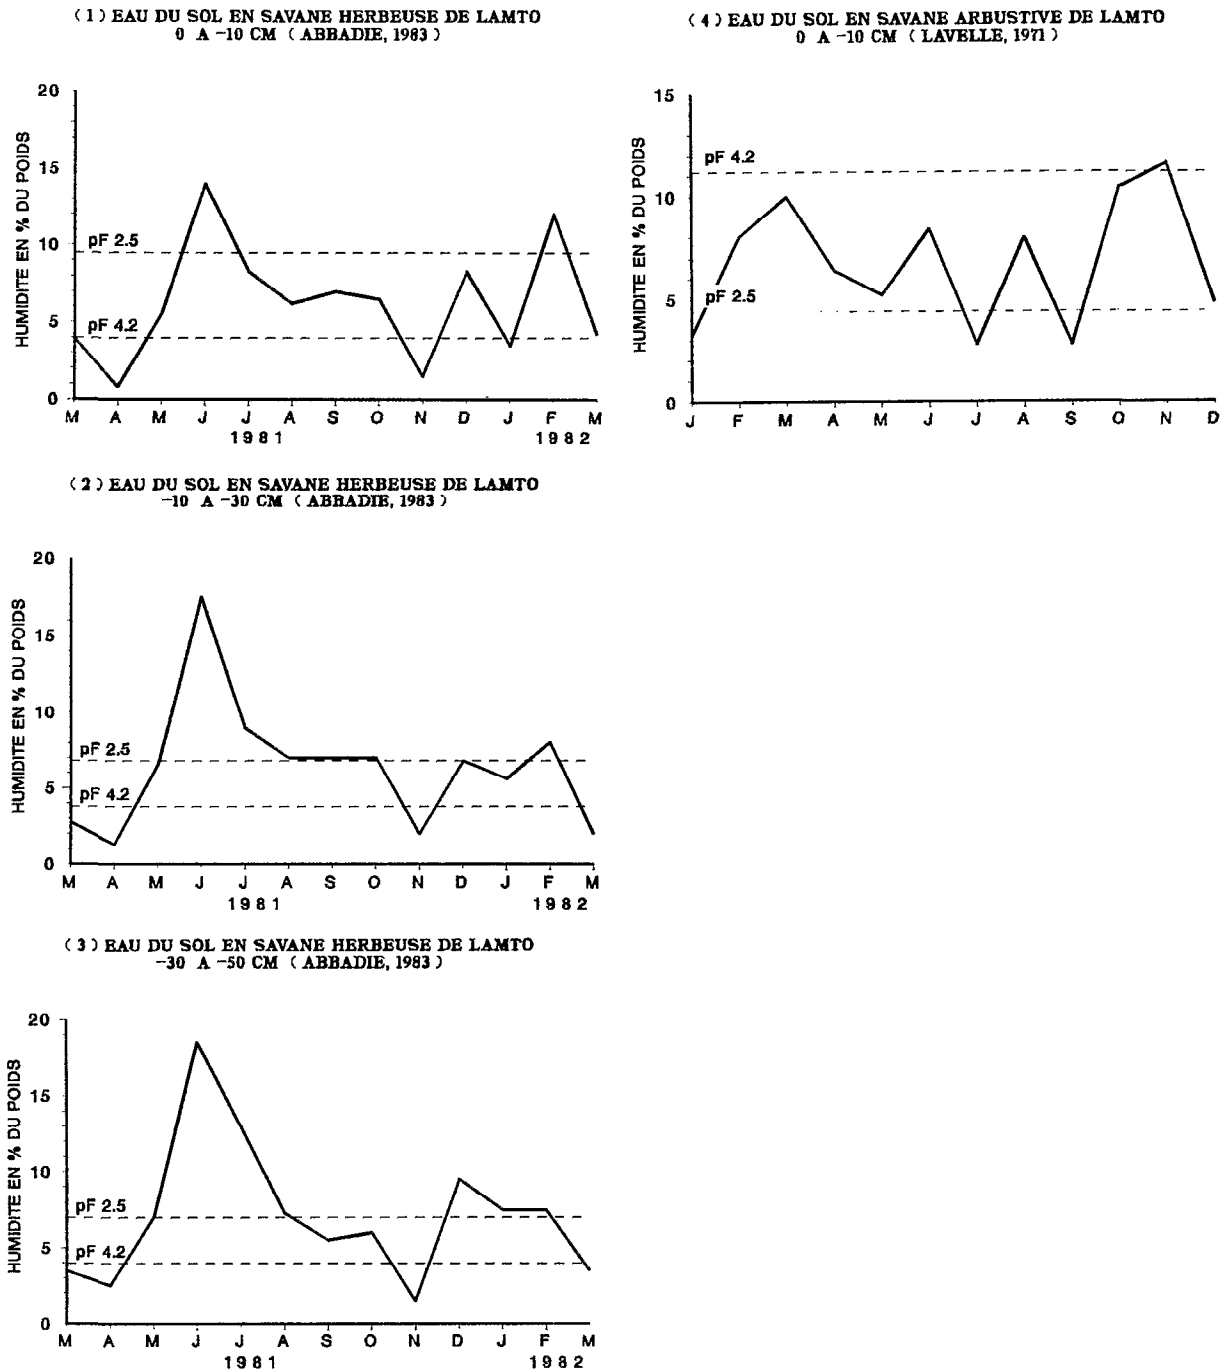 ( 1 ) EAU DU SOL EN SAVANE HERBEUSE DE LAMTO
0 A -10 CM ( ABBADIE, 1983 )
HUMIDITE EN % DU POIDS
20
15
10
5
0
pF 2.5
pF 4.2
M A M J J A S O N D J F M
1981 1982
( 4 ) EAU DU SOL EN SAVANE ARBUSTIVE DE LAMTO
0 A -10 CM ( LAVELLE, 1971 )
HUMIDITE EN % DU POIDS
15
10
5
0
pF 4.2
pF 2.5
J F M A M J J A S O N D
( 2 ) EAU DU SOL EN SAVANE HERBEUSE DE LAMTO
-10 A -30 CM ( ABBADIE, 1983 )
HUMIDITE EN % DU POIDS
20
15
10
5
0
pF 2.5
pF 4.2
M A M J J A S O N D J F M
1981 1982
( 3 ) EAU DU SOL EN SAVANE HERBEUSE DE LAMTO
-30 A -50 CM ( ABBADIE, 1983 )
HUMIDITE EN % DU POIDS
20
15
10
5
0
pF 2.5
pF 4.2
M A M J J A S O N D J F M
1981 1982